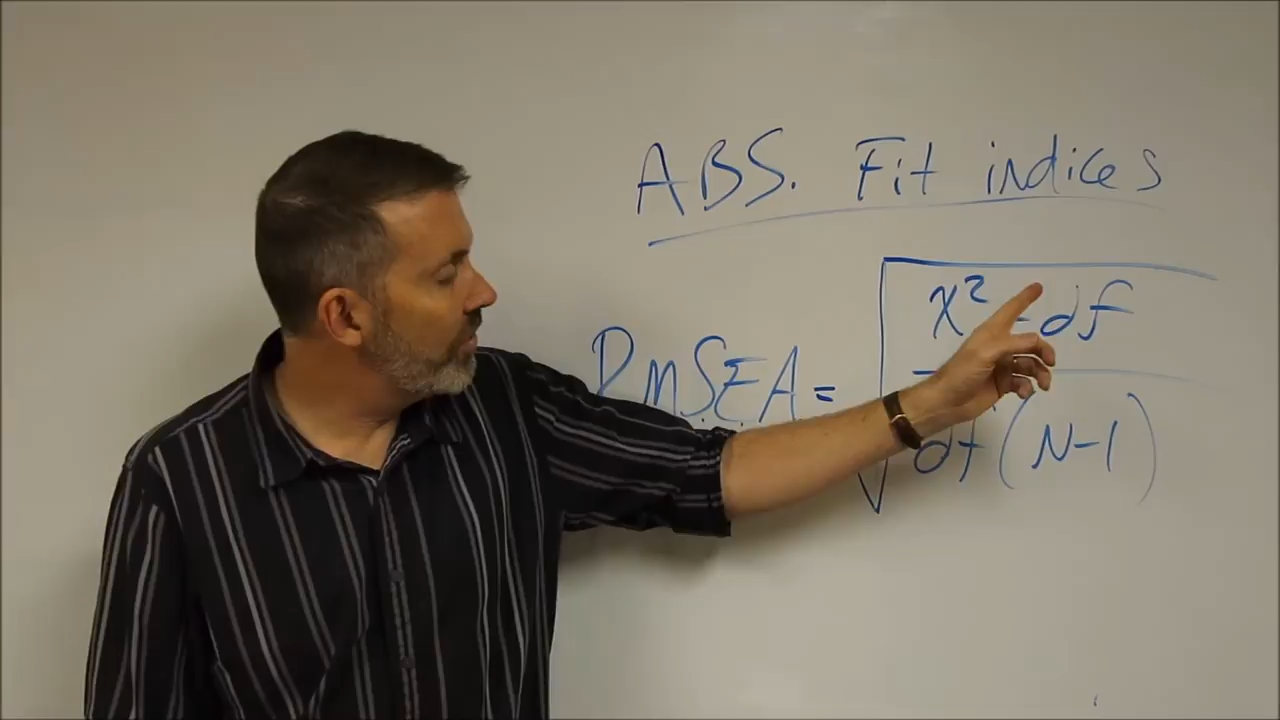 ABS. Fit indices
RMSEA = √
χ² - df
df (N-1)